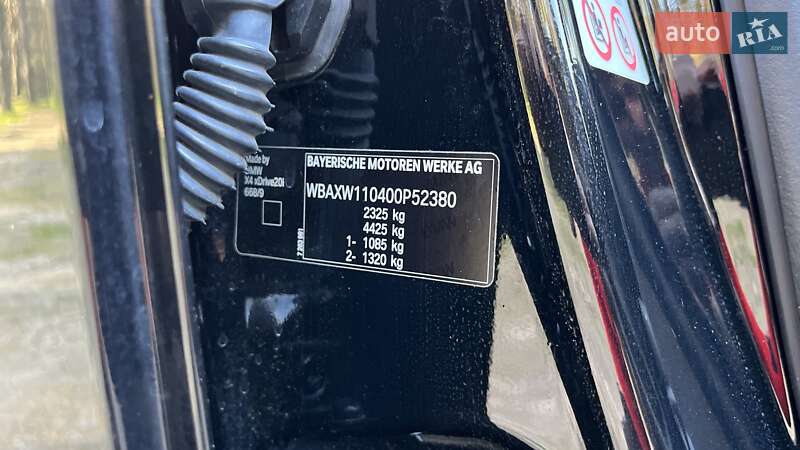 auto RIA
.com
Made by
BMW
X4 xDrive20i
668/9
BAYERISCHE MOTOREN WERKE AG
WBAXW110400P52380
2325 kg
4425 kg
1- 1085 kg
2- 1320 kg